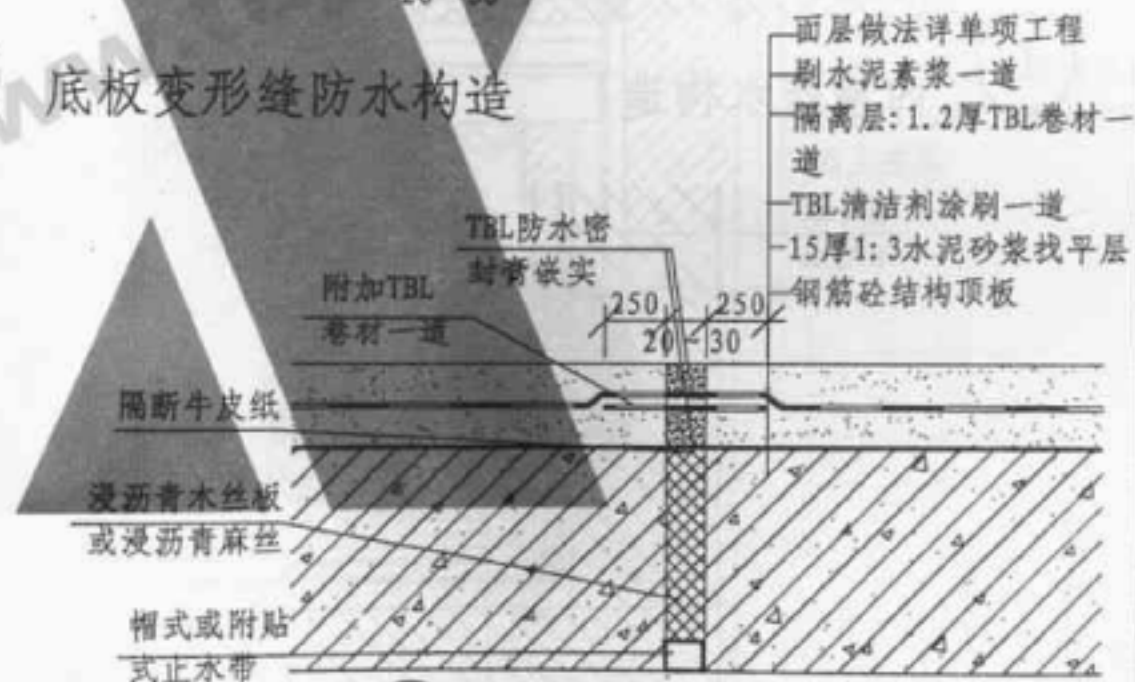 底板变形缝防水构造
面层做法详单项工程
刷水泥素浆一道
隔离层:1.2厚TBL卷材一
道
TBL清洁剂涂刷一道
15厚1:3水泥砂浆找平层
钢筋砼结构顶板
TBL防水密
封膏嵌实
附加TBL
卷材一道
250
250
20~30
隔断牛皮纸
浸沥青木丝板
或浸沥青麻丝
帽式或附贴
式止水带